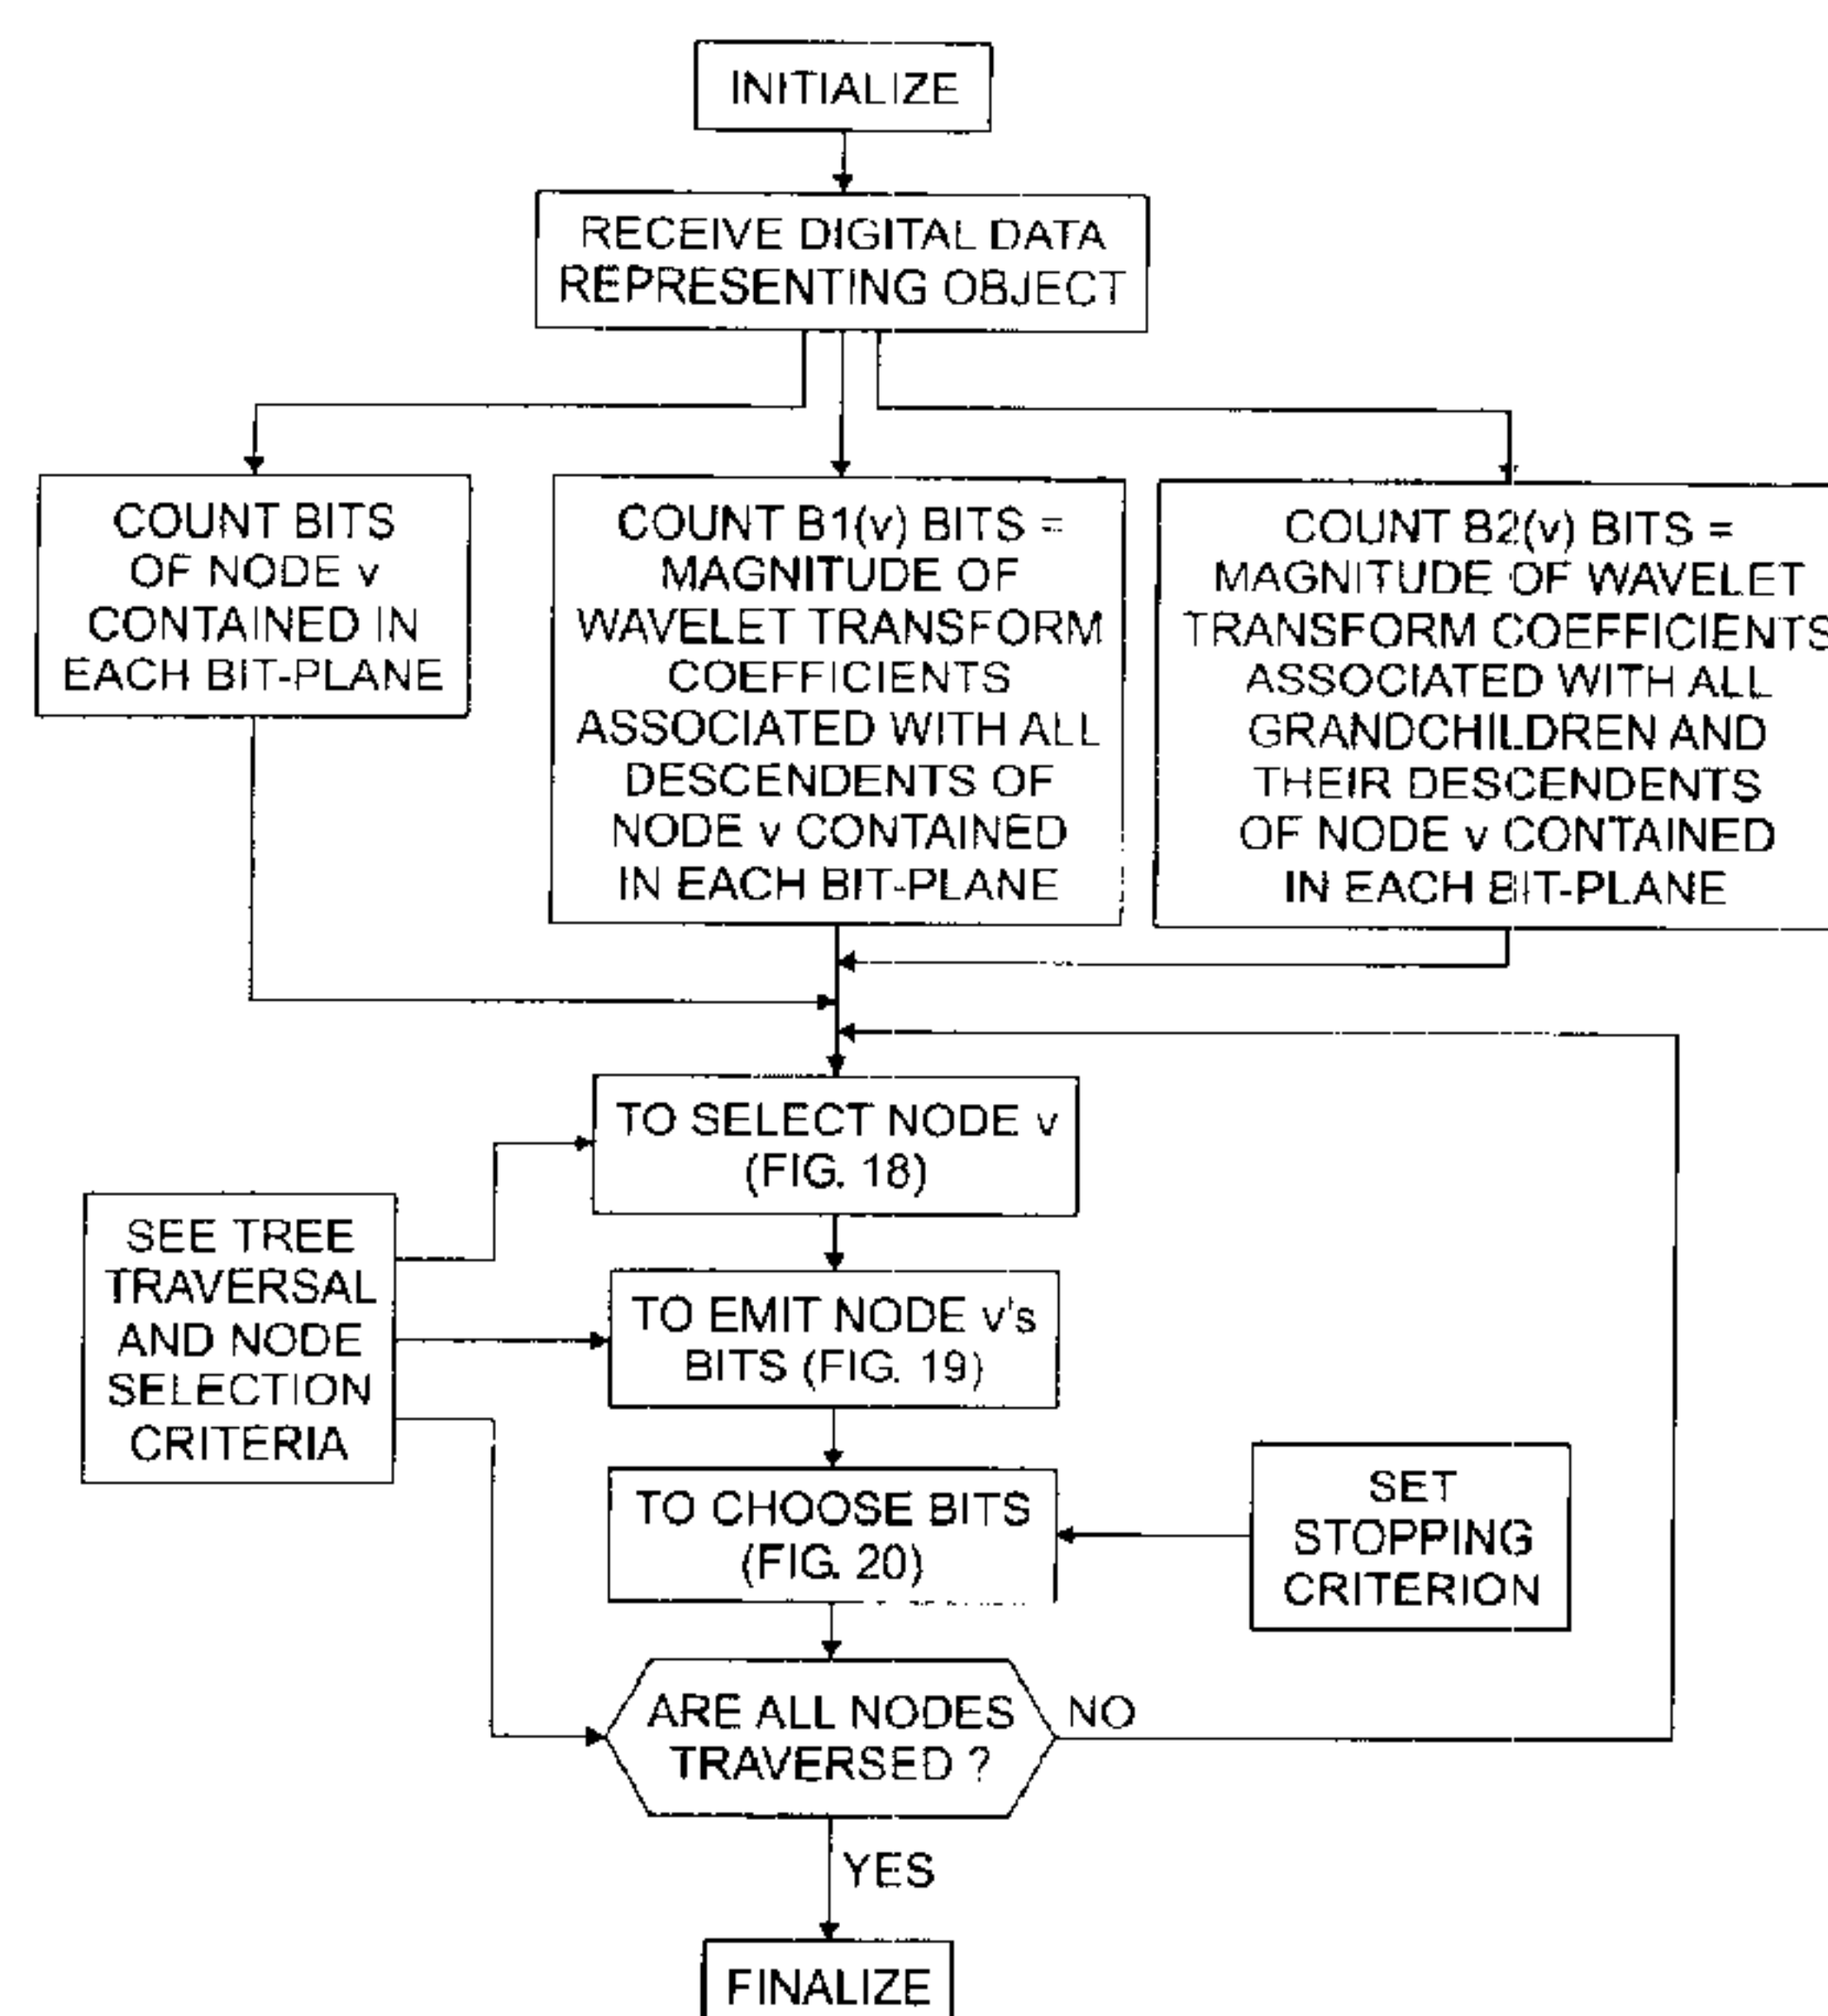 INITIALIZE
RECEIVE DIGITAL DATA
REPRESENTING OBJECT
COUNT BITS
OF NODE v
CONTAINED IN
EACH BIT-PLANE
COUNT B1(v) BITS =
MAGNITUDE OF
WAVELET TRANSFORM
COEFFICIENTS
ASSOCIATED WITH ALL
DESCENDENTS OF
NODE v CONTAINED
IN EACH BIT-PLANE
COUNT B2(v) BITS =
MAGNITUDE OF WAVELET
TRANSFORM COEFFICIENTS
ASSOCIATED WITH ALL
GRANDCHILDREN AND
THEIR DESCENDENTS
OF NODE v CONTAINED
IN EACH BIT-PLANE
TO SELECT NODE v
(FIG. 18)
SEE TREE
TRAVERSAL
AND NODE
SELECTION
CRITERIA
TO EMIT NODE v's
BITS (FIG. 19)
TO CHOOSE BITS
(FIG. 20)
SET
STOPPING
CRITERION
ARE ALL NODES
TRAVERSED ?
NO
YES
FINALIZE